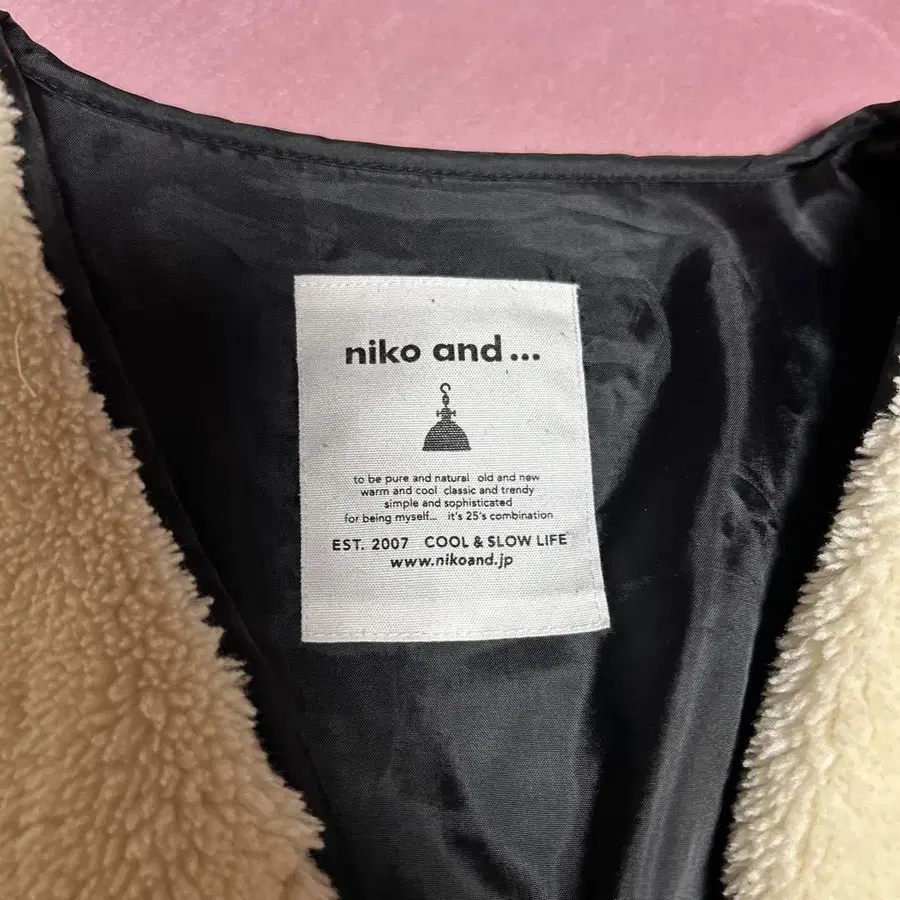 niko and...
to be pure and natural old and new
warm and cool classic and trendy
simple and sophisticated
for being myself... it's 25's combination
EST. 2007 COOL & SLOW LIFE
www.nikoand.jp